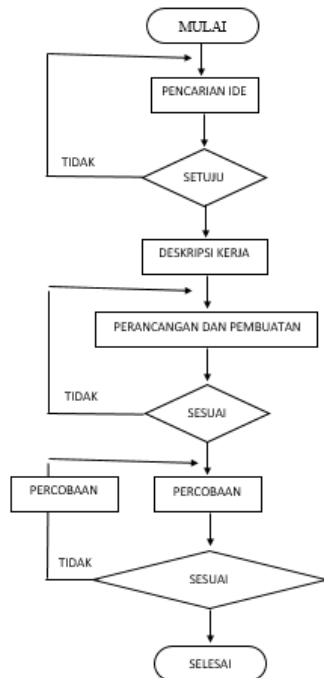 MULAI
PENCARIAN IDE
TIDAK
SETUJU
DESKRIPSI KERJA
PERANCANGAN DAN PEMBUATAN
TIDAK
SESUAI
PERCOBAAN
PERCOBAAN
TIDAK
SESUAI
SELESAI